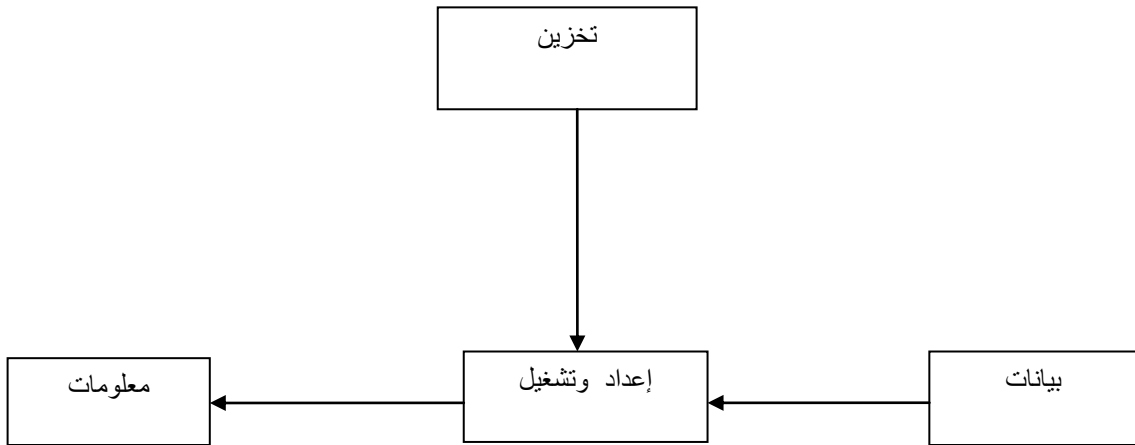 تخزين
بيانات
إعداد وتشغيل
معلومات